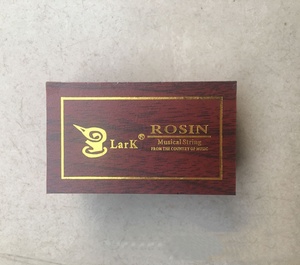 LarK®
ROSIN
Musical String
FROM THE COUNTRY OF MUSIC